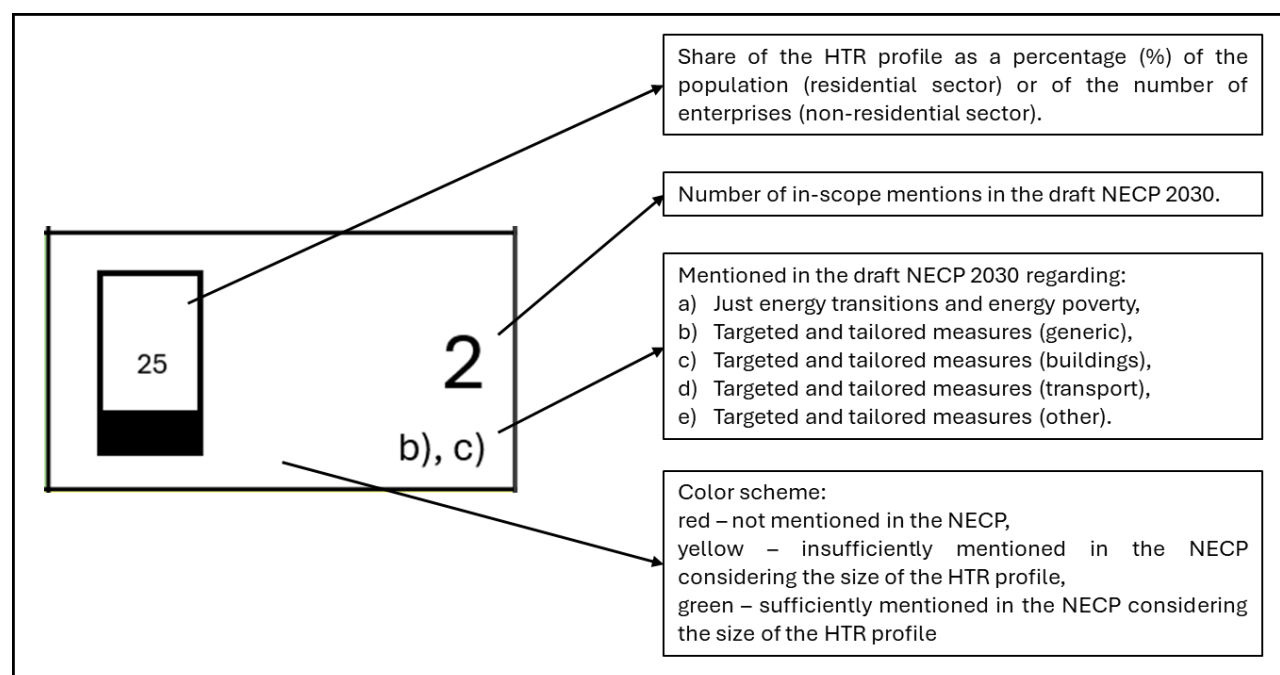 Share of the HTR profile as a percentage (%) of the
population (residential sector) or of the number of
enterprises (non-residential sector).
Number of in-scope mentions in the draft NECP 2030.
25
2
b), c)
Mentioned in the draft NECP 2030 regarding:
a) Just energy transitions and energy poverty,
b) Targeted and tailored measures (generic),
c) Targeted and tailored measures (buildings),
d) Targeted and tailored measures (transport),
e) Targeted and tailored measures (other).
Color scheme:
red – not mentioned in the NECP,
yellow – insufficiently mentioned in the NECP
considering the size of the HTR profile,
green – sufficiently mentioned in the NECP considering
the size of the HTR profile